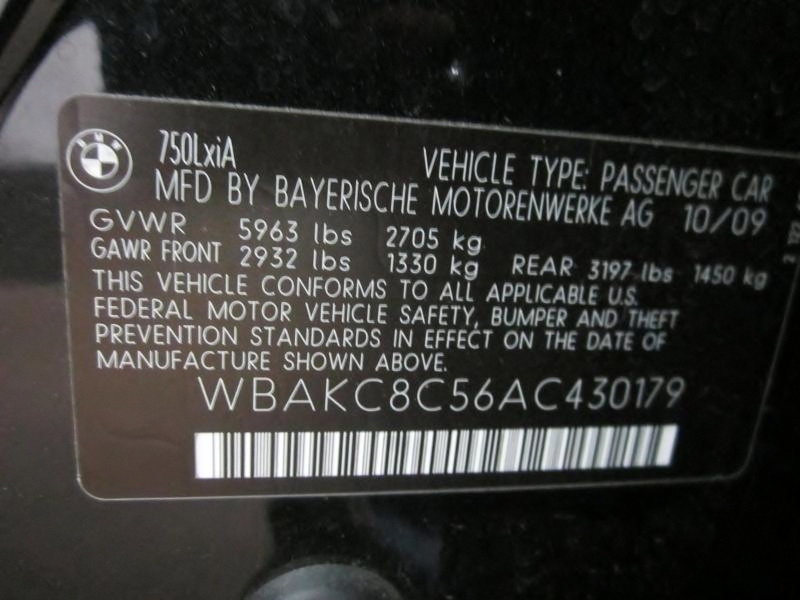 BMW
750LxiA VEHICLE TYPE: PASSENGER CAR
MFD BY BAYERISCHE MOTORENWERKE AG 10/09
GVWR 5963 lbs 2705 kg
GAWR FRONT 2932 lbs 1330 kg REAR 3197 lbs 1450 kg
THIS VEHICLE CONFORMS TO ALL APPLICABLE U.S.
FEDERAL MOTOR VEHICLE SAFETY, BUMPER AND THEFT
PREVENTION STANDARDS IN EFFECT ON THE DATE OF
MANUFACTURE SHOWN ABOVE.
WBAKC8C56AC430179